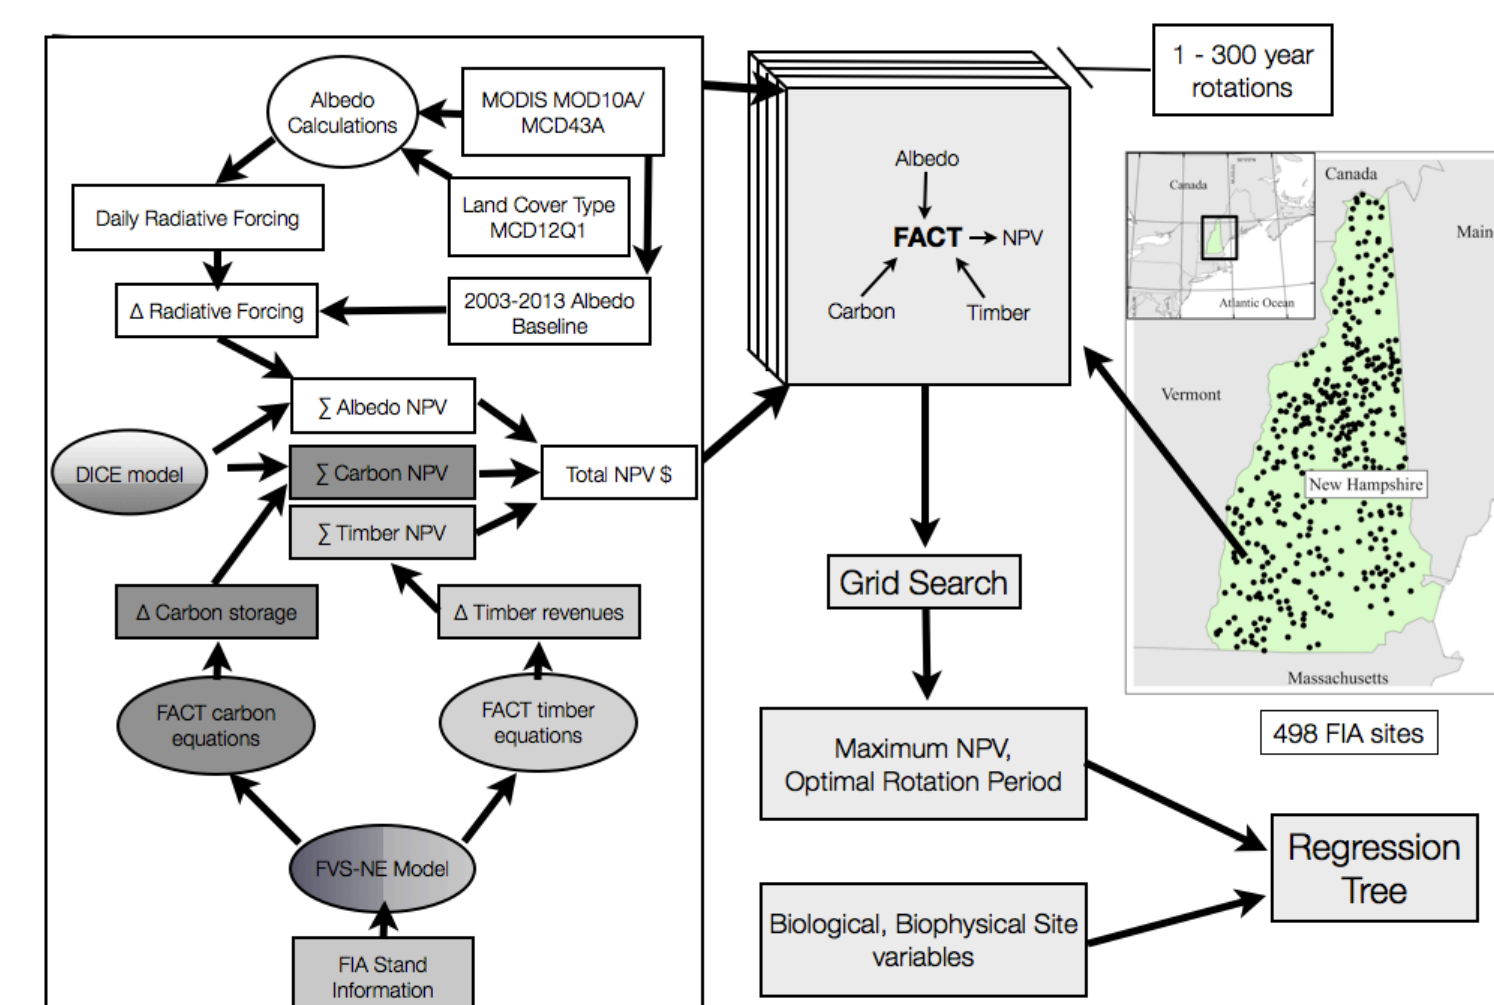 Albedo
Calculations
MODIS MOD10A/
MCD43A
Land Cover Type
MCD12Q1
Daily Radiative Forcing
Δ Radiative Forcing
2003-2013 Albedo
Baseline
∑ Albedo NPV
DICE model
∑ Carbon NPV
Total NPV $
∑ Timber NPV
Δ Carbon storage
Δ Timber revenues
FACT carbon
equations
FACT timber
equations
FVS-NE Model
FIA Stand
Information
1 - 300 year
rotations
Albedo
FACT
NPV
Carbon
Timber
Grid Search
Maximum NPV,
Optimal Rotation Period
Biological, Biophysical Site
variables
Regression
Tree
Canada
Atlantic Ocean
Canada
Main
Vermont
New Hampshire
Massachusetts
498 FIA sites